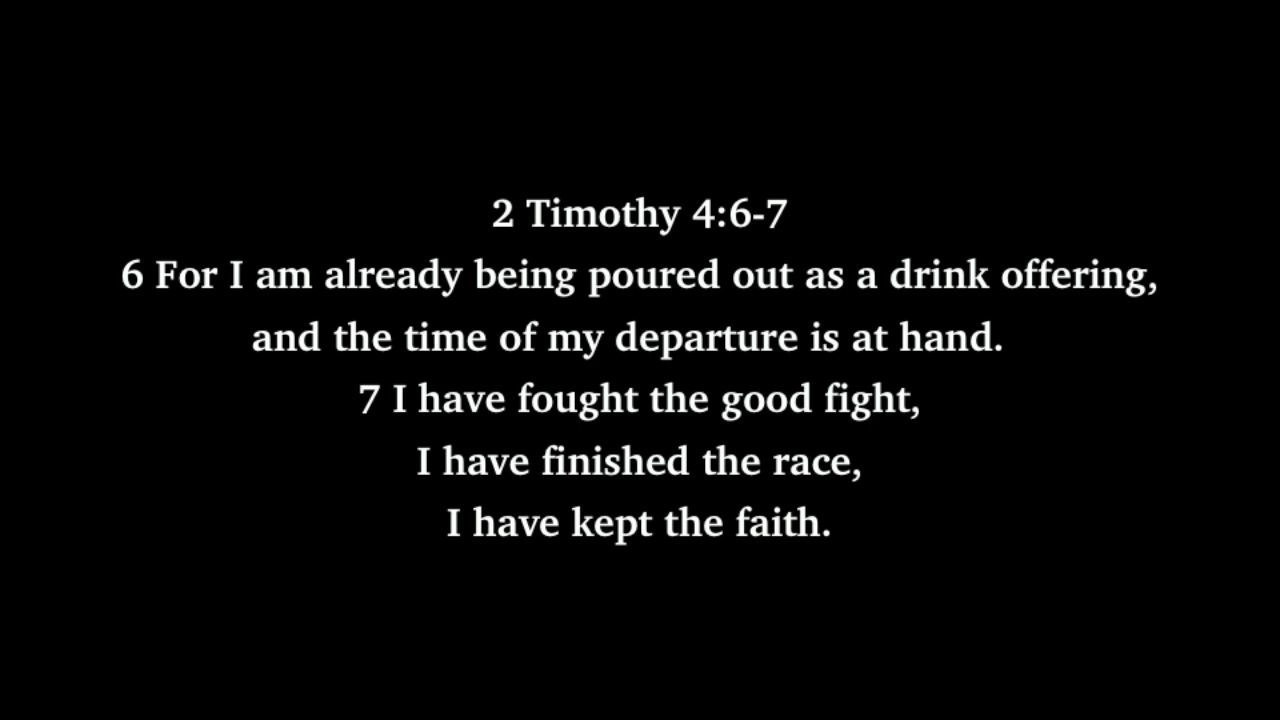 2 Timothy 4:6-7
6 For I am already being poured out as a drink offering,
and the time of my departure is at hand.
7 I have fought the good fight,
I have finished the race,
I have kept the faith.